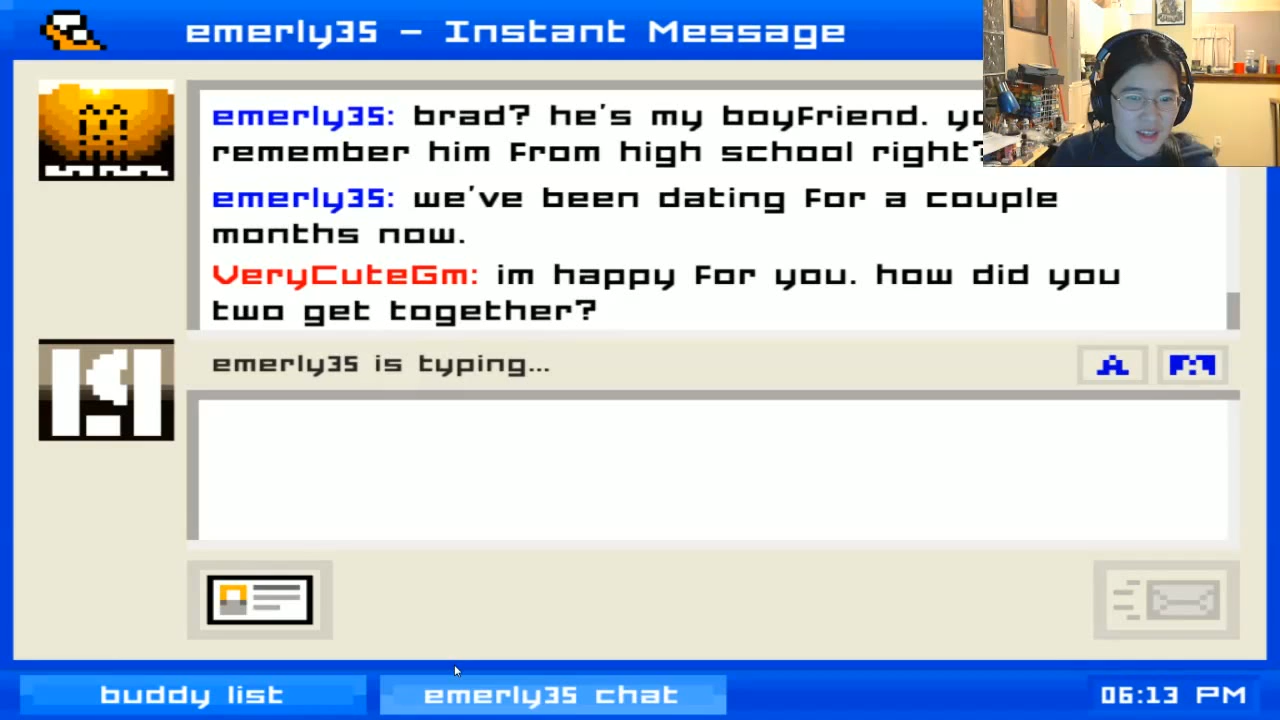 emerly35 - Instant Message
emerly35: brad? he's my boyfriend.
remember him from high school right?
emerly35: we've been dating for a couple
months now.
VeryCuteGm: im happy for you. how did you
two get together?
emerly35 is typing...
buddy list
emerly35 chat
06:13 PM